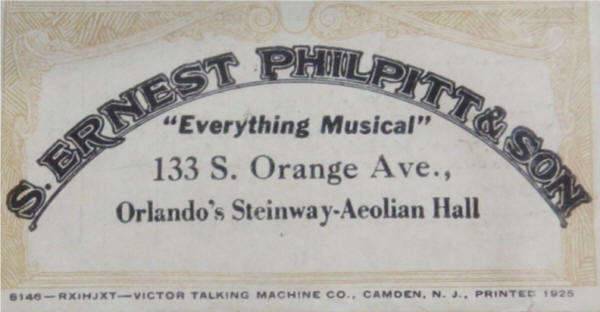 S. ERNEST PHILPITT & SON
"Everything Musical"
133 S. Orange Ave.,
Orlando's Steinway-Aeolian Hall
6146—RXIHJXT—VICTOR TALKING MACHINE CO., CAMDEN, N. J., PRINTED 1925